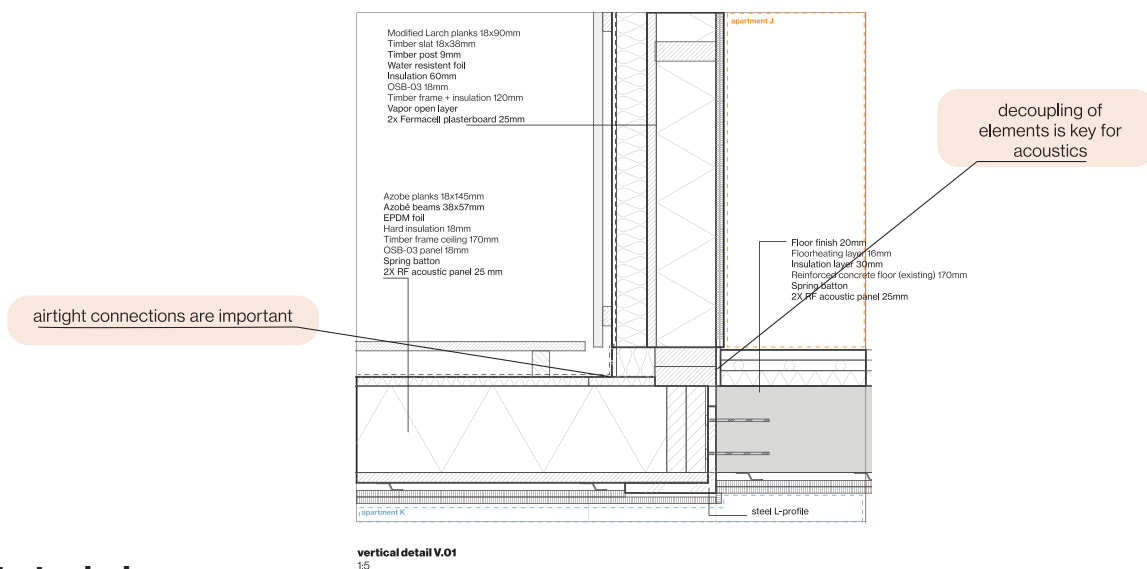 apartment J
Modified Larch planks 18x90mm
Timber slat 18x38mm
Timber post 9mm
Water resistent foil
Insulation 60mm
OSB-03 18mm
Timber frame + insulation 120mm
Vapor open layer
2x Fermacell plasterboard 25mm
decoupling of
elements is key for
acoustics
Azobe planks 18x145mm
Azobé beams 38x57mm
EPDM foil
Hard insulation 18mm
Timber frame ceiling 170mm
OSB-03 panel 18mm
Spring batton
2X RF acoustic panel 25 mm
Floor finish 20mm
Floorheating layer 16mm
Insulation layer 30mm
Reinforced concrete floor (existing) 170mm
Spring batton
2X RF acoustic panel 25mm
airtight connections are important
apartment K
steel L-profile
vertical detail V.01
1:5